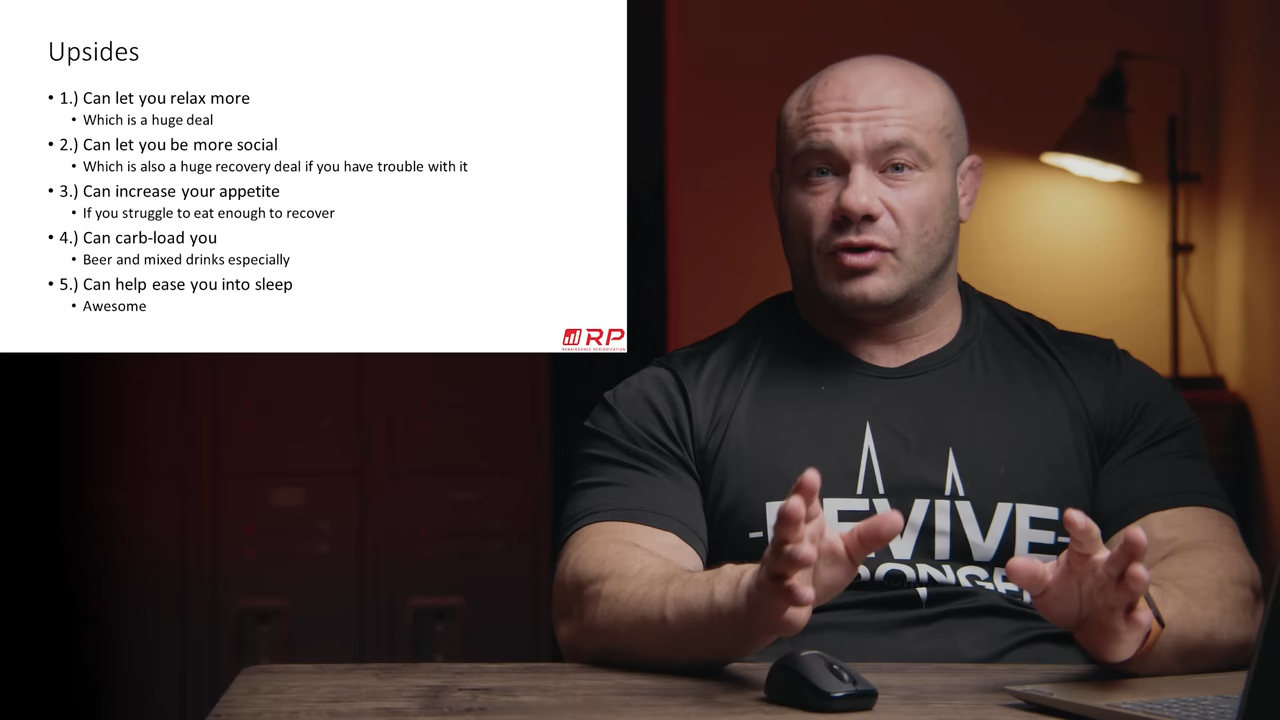 Upsides
• 1.) Can let you relax more
• Which is a huge deal
• 2.) Can let you be more social
• Which is also a huge recovery deal if you have trouble with it
• 3.) Can increase your appetite
• If you struggle to eat enough to recover
• 4.) Can carb-load you
• Beer and mixed drinks especially
• 5.) Can help ease you into sleep
• Awesome
RP
RENAISSANCE PERIODIZATION
REVIVE